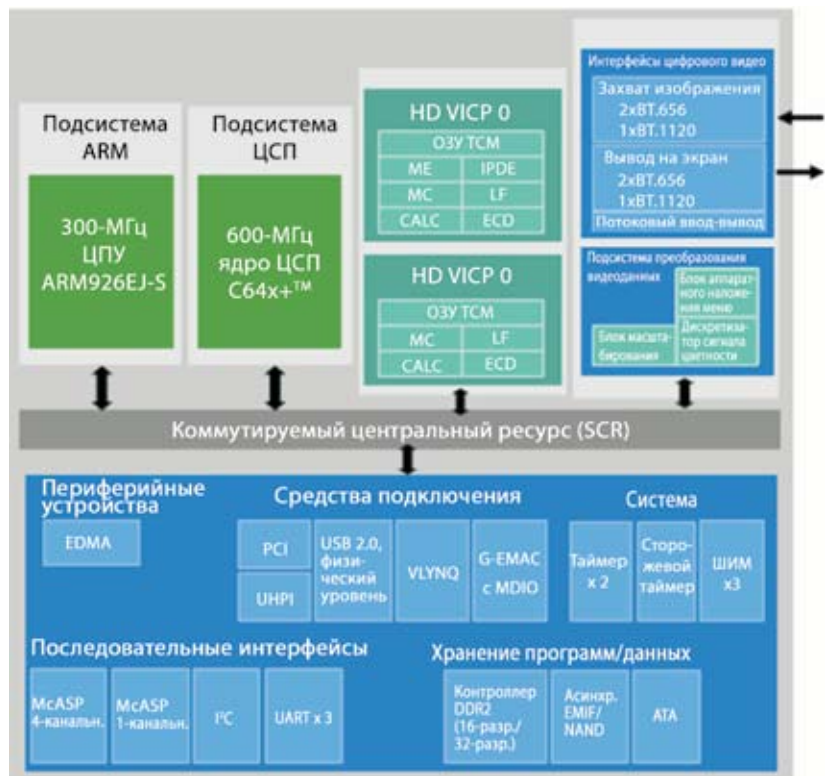 Подсистема
ARM
300-МГц
ЦПУ
ARM926EJ-S
Подсистема
ЦСП
600-МГц
ядро ЦСП
C64x+™
HD VICP 0
ОЗУ TCM
ME
IPDE
MC
LF
CALC
ECD
HD VICP 0
ОЗУ TCM
MC
LF
CALC
ECD
Интерфейсы цифрового видео
Захват изображения
2xBT.656
1xBT.1120
Вывод на экран
2xBT.656
1xBT.1120
Потоковый ввод-вывод
Подсистема преобразования
видеоданных
Блок аппарат-
ного наложе-
ния меню
Блок масшта-
бирования
Дискретиза-
тор сигнала
цветности
Коммутируемый центральный ресурс (SCR)
Периферийные
устройства
EDMA
Средства подключения
PCI
UHPI
USB 2.0,
физи-
ческий
уровень
VLYNQ
G-EMAC
с MDIO
Система
Таймер
x 2
Сторо-
жевой
таймер
ШИМ
x3
Последовательные интерфейсы
McASP
4-канальн.
McASP
1-канальн.
I²C
UART x 3
Хранение программ/данных
Контроллер
DDR2
(16-разр./
32-разр.)
Асинхр.
EMIF/
NAND
ATA